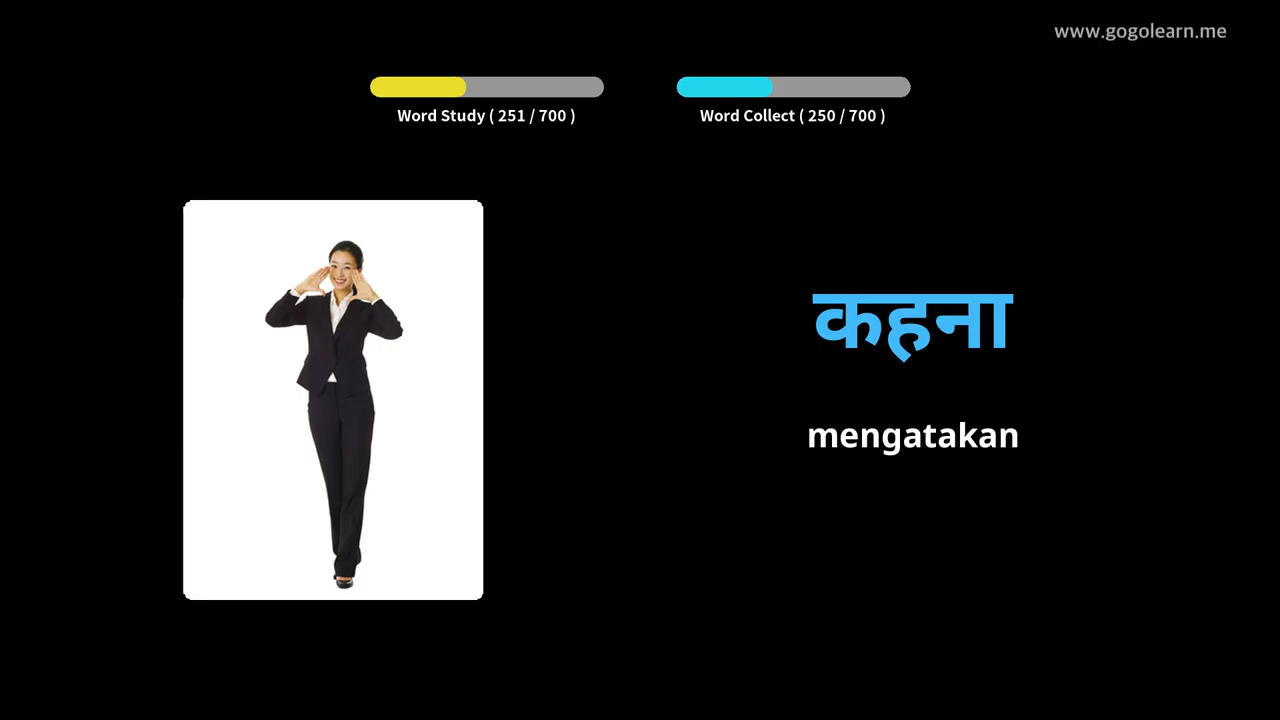 www.gogolearn.me
Word Study ( 251 / 700 )
Word Collect ( 250 / 700 )
कहना
mengatakan